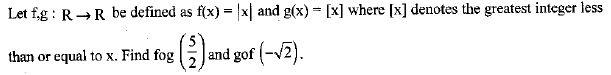 Let f,g : R → R be defined as f(x) = |x| and g(x) = [x] where [x] denotes the greatest integer less
than or equal to x. Find fog (5/2) and gof (−√2).